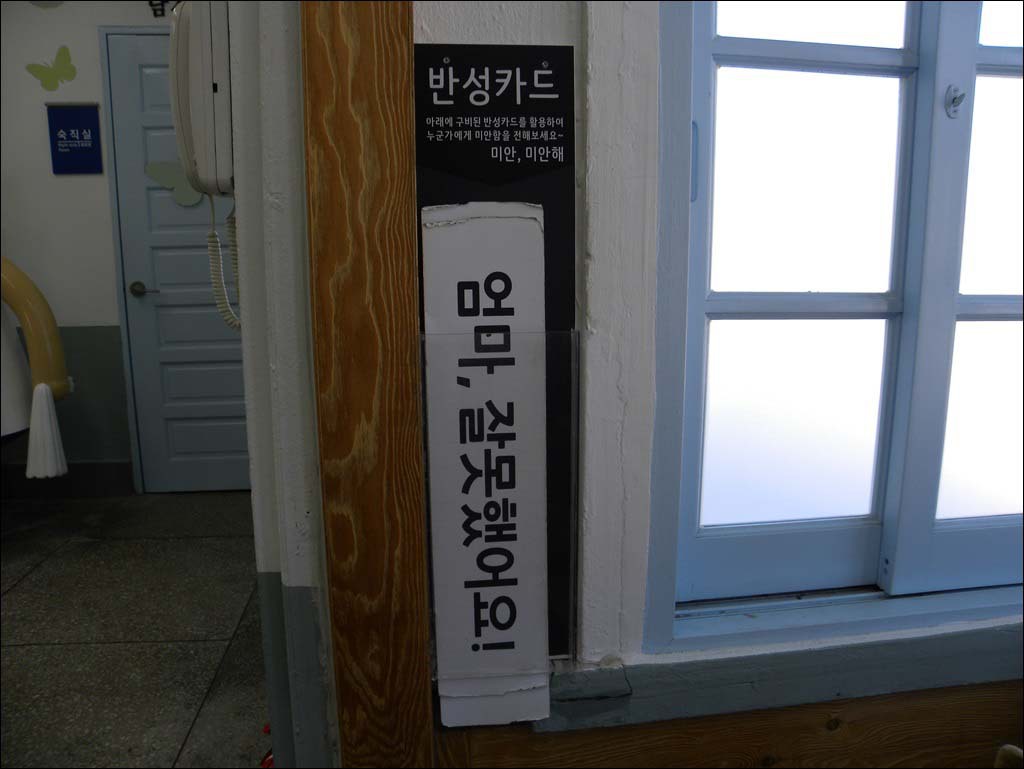 숙직실
반성카드
아래에 구비된 반성카드를 활용하여
누군가에게 미안함을 전해보세요~
미안, 미안해
엄마, 잘못했어요!